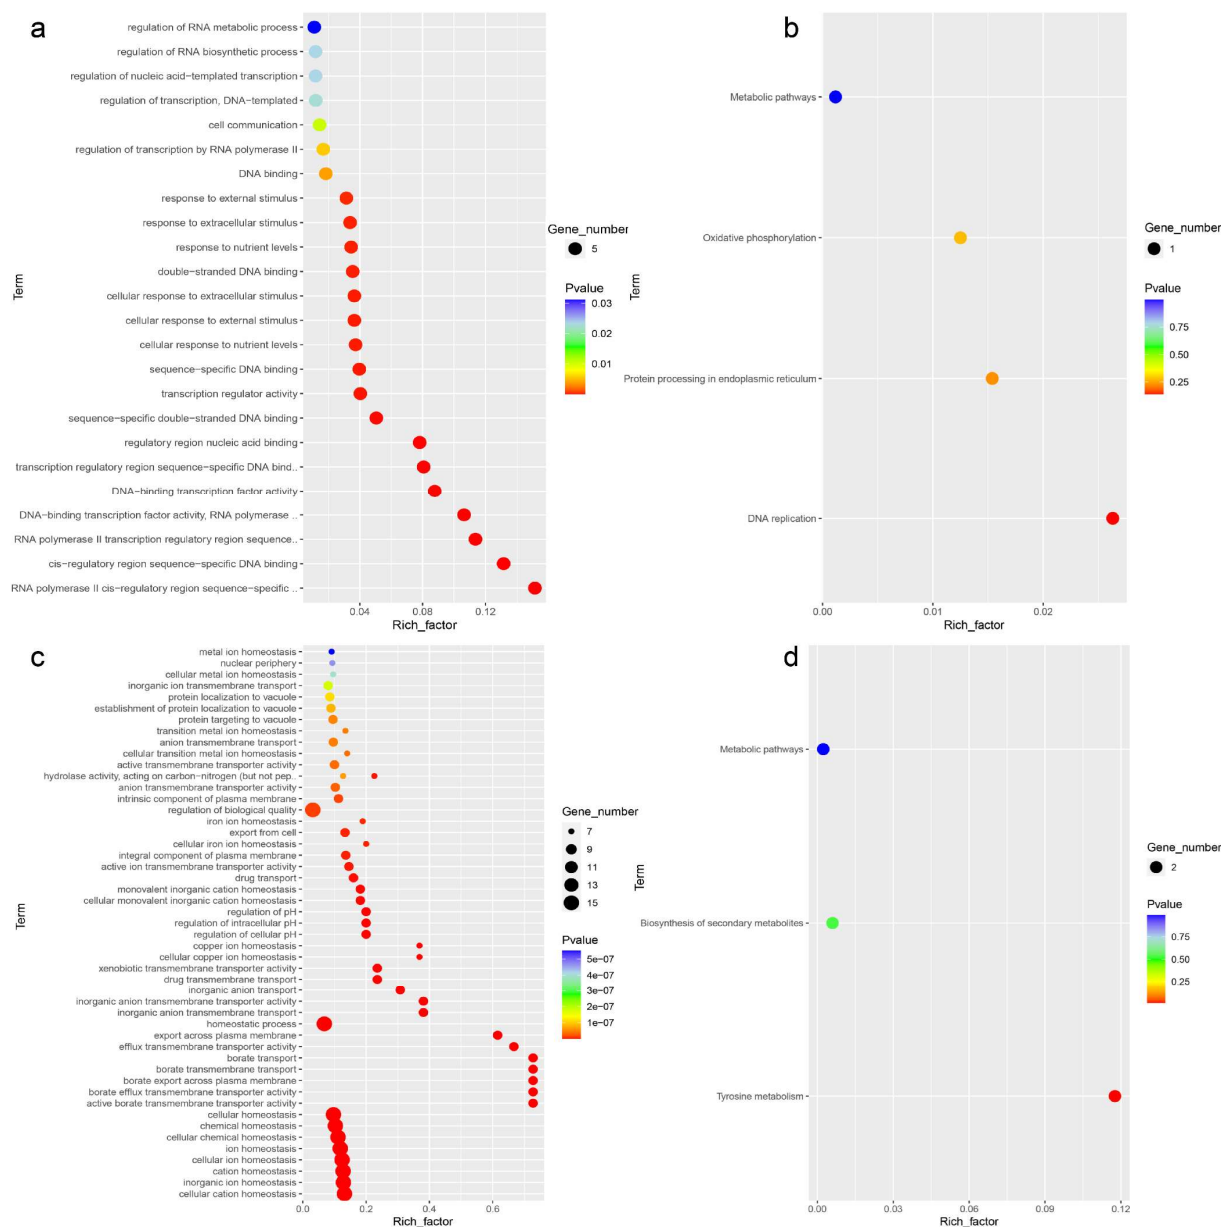 a
regulation of RNA metabolic process
regulation of RNA biosynthetic process
regulation of nucleic acid−templated transcription
regulation of transcription, DNA−templated
cell communication
regulation of transcription by RNA polymerase II
DNA binding
response to external stimulus
response to extracellular stimulus
response to nutrient levels
double−stranded DNA binding
cellular response to extracellular stimulus
cellular response to external stimulus
cellular response to nutrient levels
sequence−specific DNA binding
transcription regulator activity
sequence−specific double−stranded DNA binding
regulatory region nucleic acid binding
transcription regulatory region sequence−specific DNA bind..
DNA−binding transcription factor activity
DNA−binding transcription factor activity, RNA polymerase ..
RNA polymerase II transcription regulatory region sequence..
cis−regulatory region sequence−specific DNA binding
RNA polymerase II cis−regulatory region sequence−specific ..
Term
0.04 0.08 0.12
Rich_factor
Gene_number
5
Pvalue
0.03
0.02
0.01
b
Metabolic pathways
Oxidative phosphorylation
Protein processing in endoplasmic reticulum
DNA replication
Term
0.00 0.01 0.02
Rich_factor
Gene_number
1
Pvalue
0.75
0.50
0.25
c
metal ion homeostasis
nuclear periphery
cellular metal ion homeostasis
inorganic ion transmembrane transport
protein localization to vacuole
establishment of protein localization to vacuole
protein targeting to vacuole
transition metal ion homeostasis
anion transmembrane transport
cellular transition metal ion homeostasis
active transmembrane transporter activity
hydrolase activity, acting on carbon−nitrogen (but not pep..
anion transmembrane transporter activity
intrinsic component of plasma membrane
regulation of biological quality
iron ion homeostasis
export from cell
cellular iron ion homeostasis
integral component of plasma membrane
active ion transmembrane transporter activity
drug transport
monovalent inorganic cation homeostasis
cellular monovalent inorganic cation homeostasis
regulation of pH
regulation of intracellular pH
regulation of cellular pH
copper ion homeostasis
cellular copper ion homeostasis
xenobiotic transmembrane transporter activity
drug transmembrane transport
inorganic anion transport
inorganic anion transmembrane transporter activity
inorganic anion transmembrane transport
homeostatic process
export across plasma membrane
efflux transmembrane transporter activity
borate transport
borate transmembrane transport
borate export across plasma membrane
borate efflux transmembrane transporter activity
active borate transmembrane transporter activity
cellular homeostasis
chemical homeostasis
cellular chemical homeostasis
ion homeostasis
cellular ion homeostasis
cation homeostasis
inorganic ion homeostasis
cellular cation homeostasis
Term
0.0 0.2 0.4 0.6
Rich_factor
Gene_number
7
9
11
13
15
Pvalue
5e−07
4e−07
3e−07
2e−07
1e−07
d
Metabolic pathways
Biosynthesis of secondary metabolites
Tyrosine metabolism
Term
0.00 0.03 0.06 0.09 0.12
Rich_factor
Gene_number
2
Pvalue
0.75
0.50
0.25